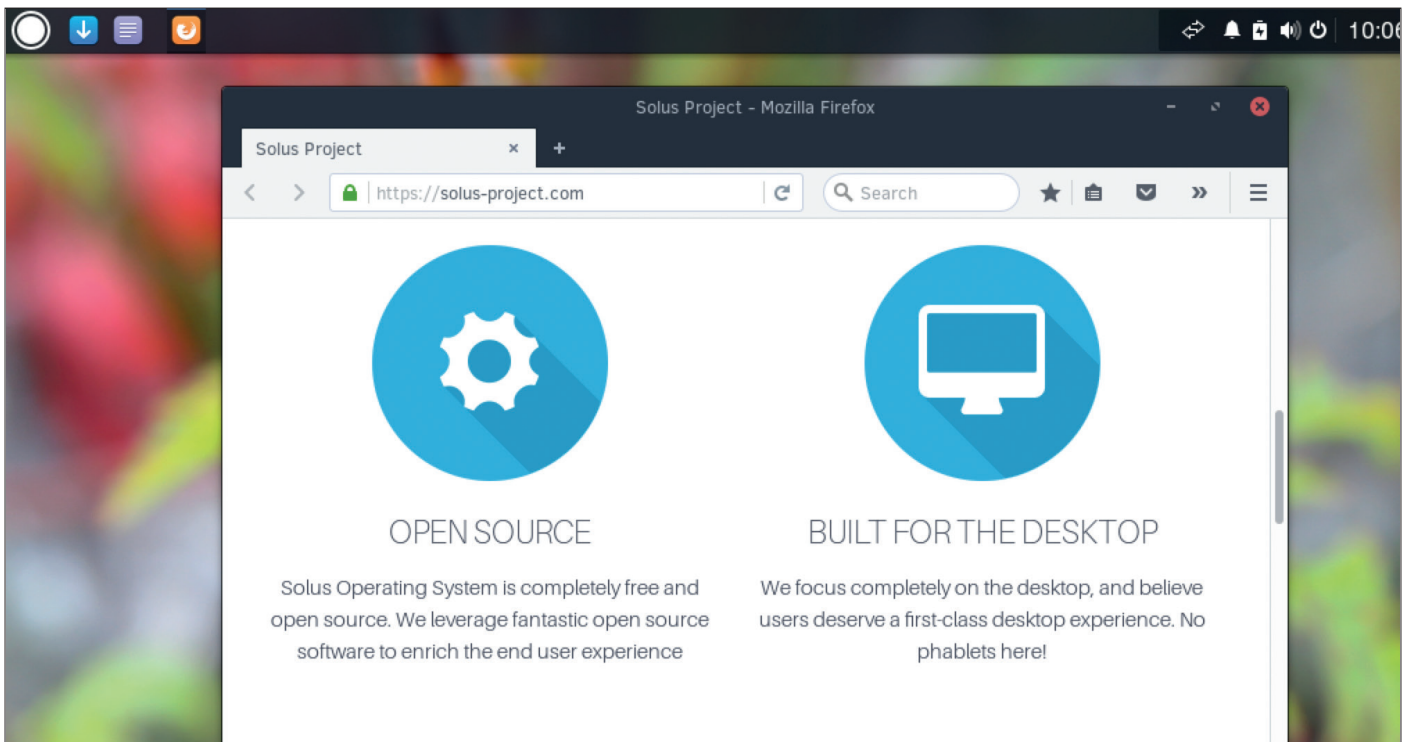 10:06
Solus Project - Mozilla Firefox
Solus Project
https://solus-project.com
Search
OPEN SOURCE
Solus Operating System is completely free and
open source. We leverage fantastic open source
software to enrich the end user experience
BUILT FOR THE DESKTOP
We focus completely on the desktop, and believe
users deserve a first-class desktop experience. No
phablets here!